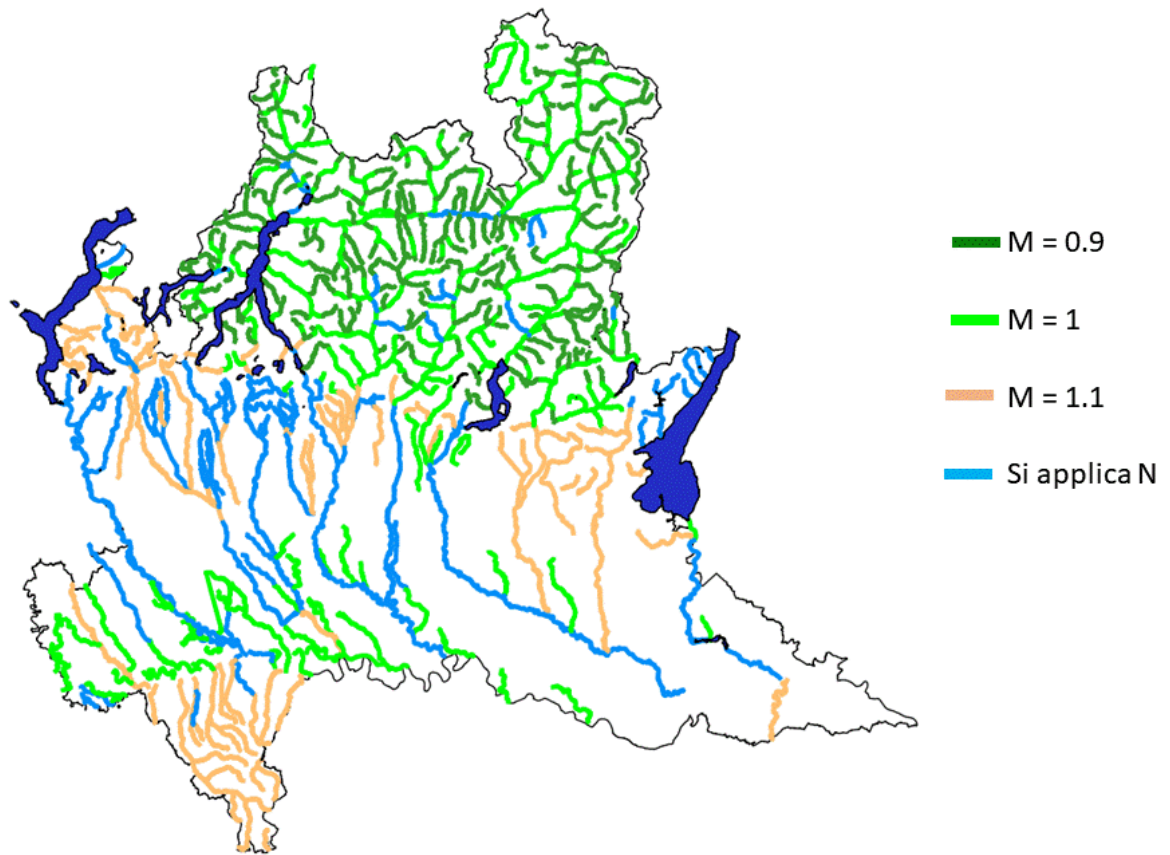 M = 0.9
M = 1
M = 1.1
Si applica N